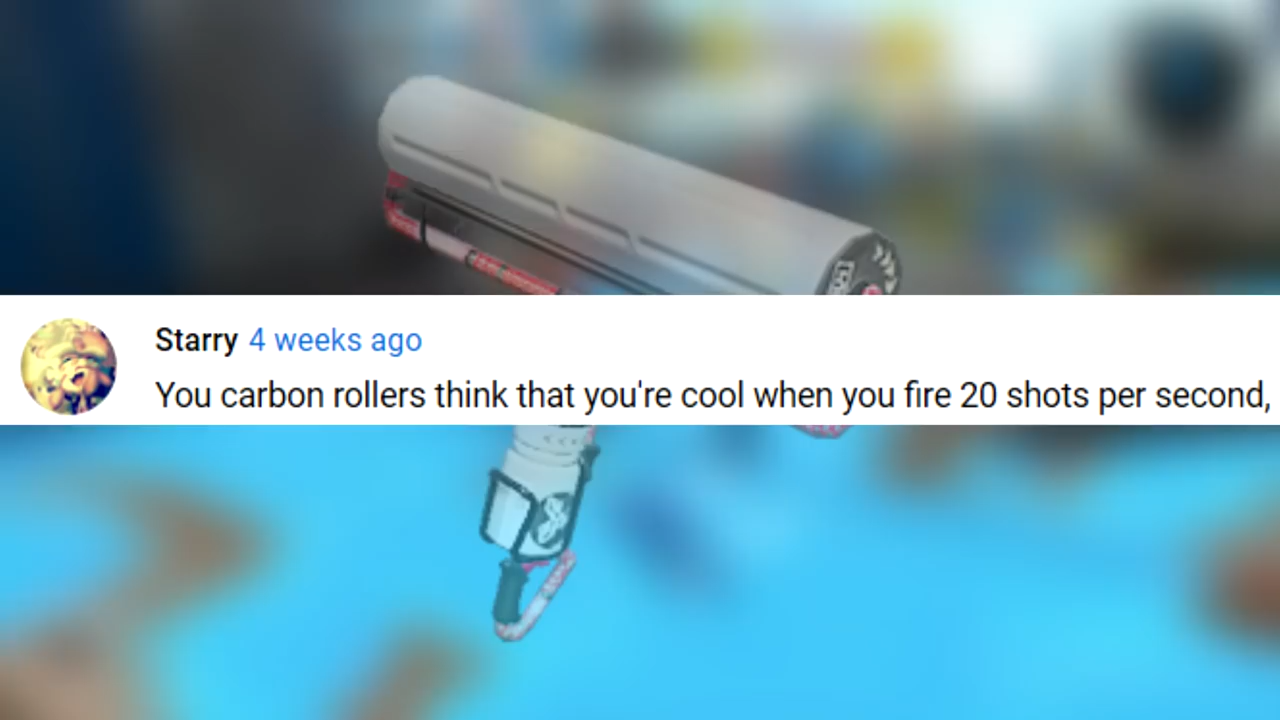 Starry 4 weeks ago
You carbon rollers think that you're cool when you fire 20 shots per second,